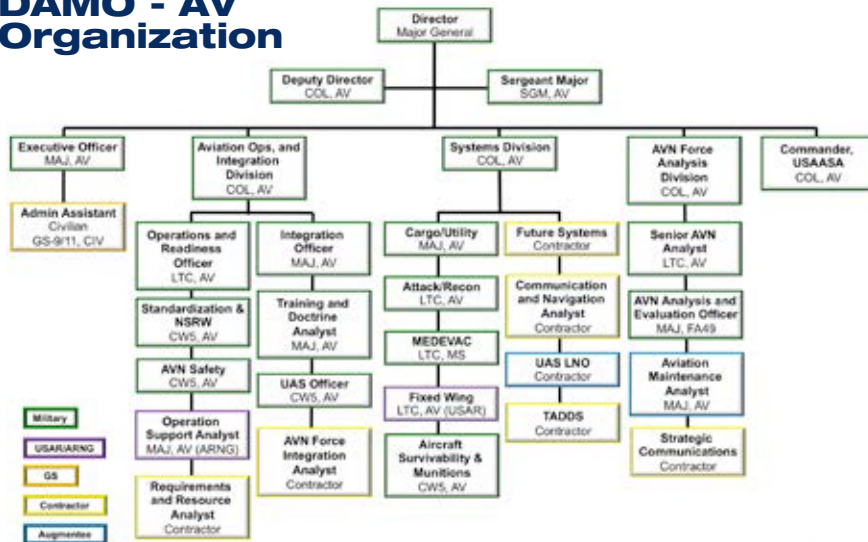 DAMO - AV
Organization
Director
Major General
Deputy Director
COL, AV
Sergeant Major
SGM, AV
Executive Officer
MAJ, AV
Admin Assistant
Civilian
GS-9/11, CIV
Aviation Ops, and
Integration
Division
COL, AV
Operations and
Readiness
Officer
LTC, AV
Standardization &
NSRW
CW5, AV
AVN Safety
CW5, AV
Operation
Support Analyst
MAJ, AV (ARNG)
Requirements
and Resource
Analyst
Contractor
Integration
Officer
MAJ, AV
Training and
Doctrine
Analyst
MAJ, AV
UAS Officer
CW5, AV
AVN Force
Integration
Analyst
Contractor
Systems Division
COL, AV
Cargo/Utility
MAJ, AV
Attack/Recon
LTC, AV
MEDEVAC
LTC, MS
Fixed Wing
LTC, AV (USAR)
Aircraft
Survivability &
Munitions
CW5, AV
Future Systems
Contractor
Communication
and Navigation
Analyst
Contractor
UAS LNO
Contractor
TADDS
Contractor
AVN Force
Analysis
Division
COL, AV
Senior AVN
Analyst
LTC, AV
AVN Analysis and
Evaluation Officer
MAJ, FA49
Aviation
Maintenance
Analyst
MAJ, AV
Strategic
Communications
Contractor
Commander,
USAASA
COL, AV
Military
USAR/ARNG
GS
Contractor
Augmentee